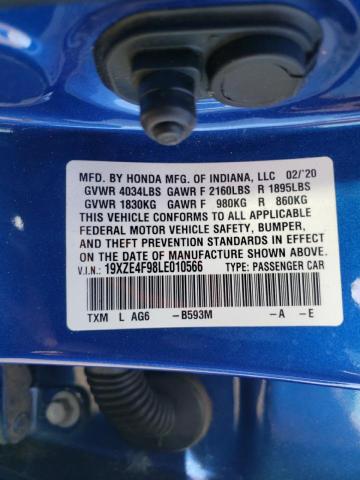 MFD. BY HONDA MFG. OF INDIANA, LLC 02/'20
GVWR 4034LBS GAWR F 2160LBS R 1895LBS
GVWR 1830KG GAWR F 980KG R 860KG
THIS VEHICLE CONFORMS TO ALL APPLICABLE
FEDERAL MOTOR VEHICLE SAFETY, BUMPER,
AND THEFT PREVENTION STANDARDS IN EFFECT
ON THE DATE OF MANUFACTURE SHOWN ABOVE.
V.I.N.: 19XZE4F98LE010566 TYPE: PASSENGER CAR
TXM L AG6 -B593M -A -E